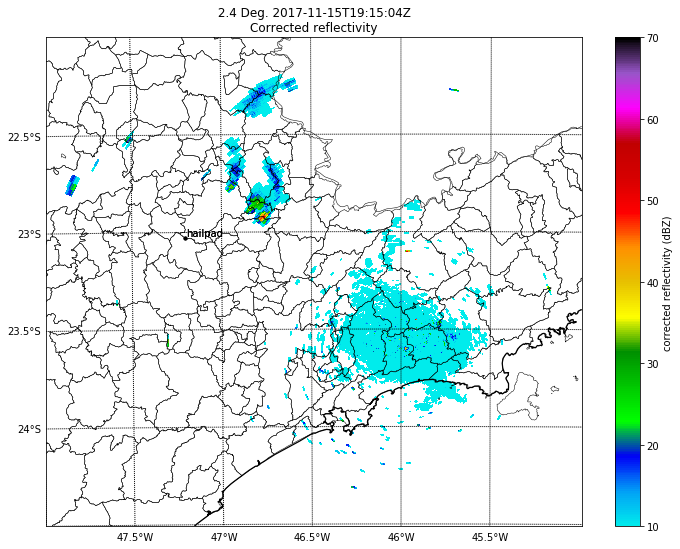 2.4 Deg. 2017-11-15T19:15:04Z
Corrected reflectivity
70
60
50
40
30
20
10
corrected reflectivity (dBZ)
22.5°S
23°S
23.5°S
24°S
hailpad
47.5°W
47°W
46.5°W
46°W
45.5°W